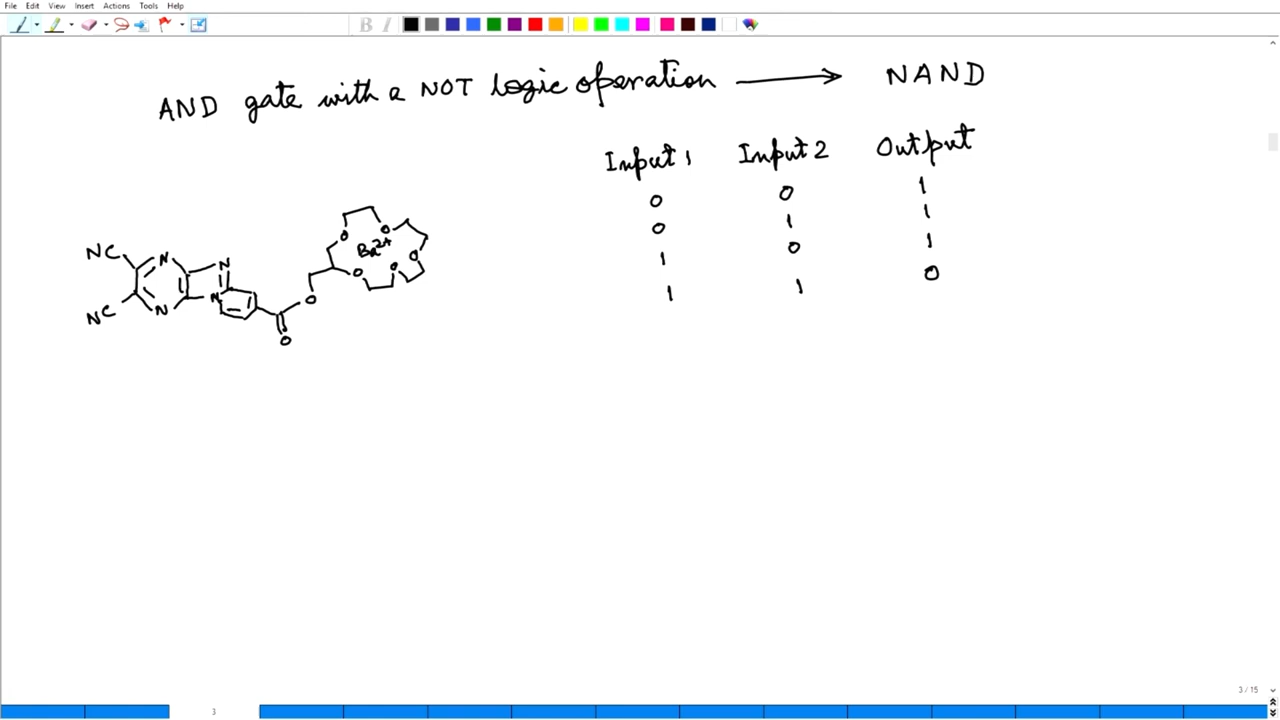 File Edit View Insert Actions Tools Help
B I
AND gate with a NOT logic operation ⟶ NAND
Input 1 Input 2 Output
0 0 1
0 1 1
1 0 1
1 1 0
NC N N
NC N N
O O O O O
Ba2+
O
O
3 / 15
3